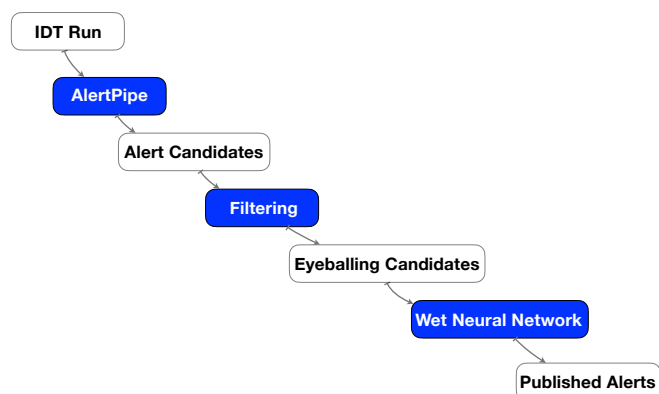 IDT Run
AlertPipe
Alert Candidates
Filtering
Eyeballing Candidates
Wet Neural Network
Published Alerts